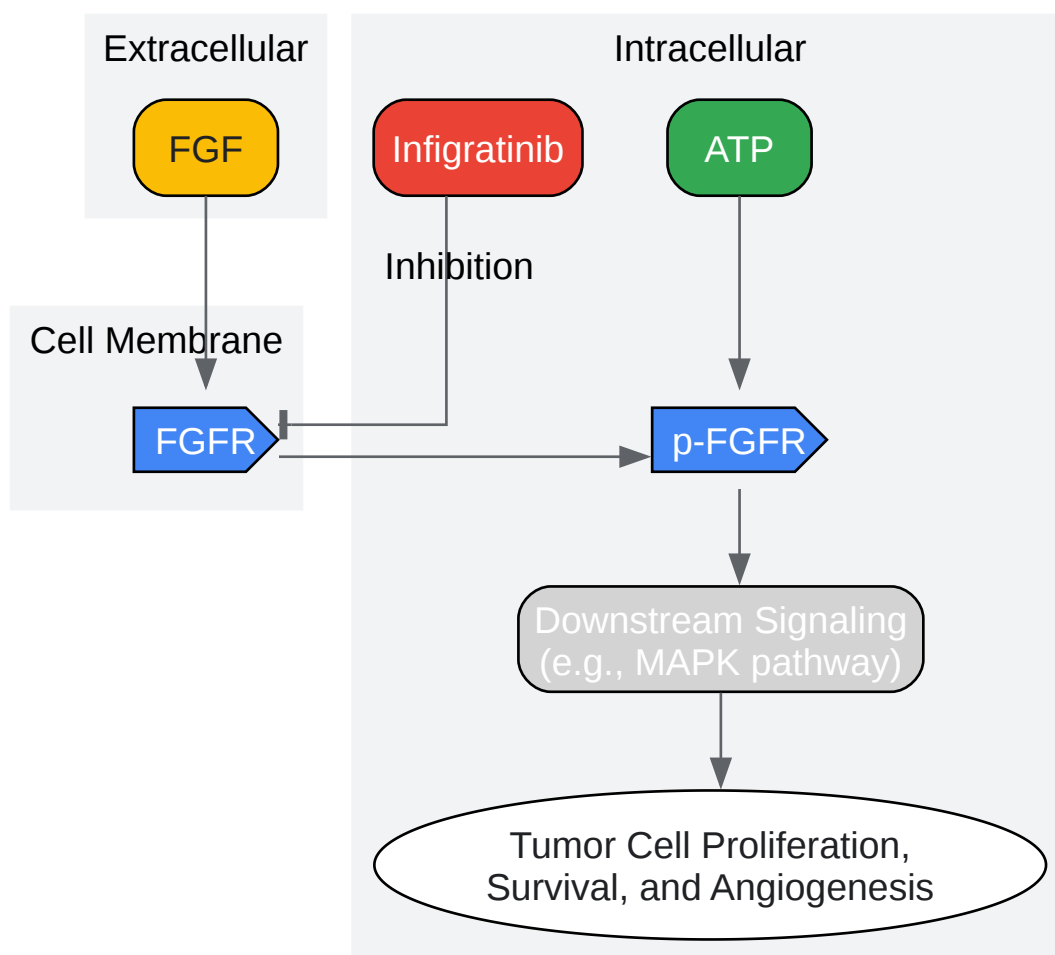 Extracellular
Intracellular
FGF
Infigratinib
ATP
Inhibition
Cell Membrane
FGFR
p-FGFR
Downstream Signaling
(e.g., MAPK pathway)
Tumor Cell Proliferation,
Survival, and Angiogenesis